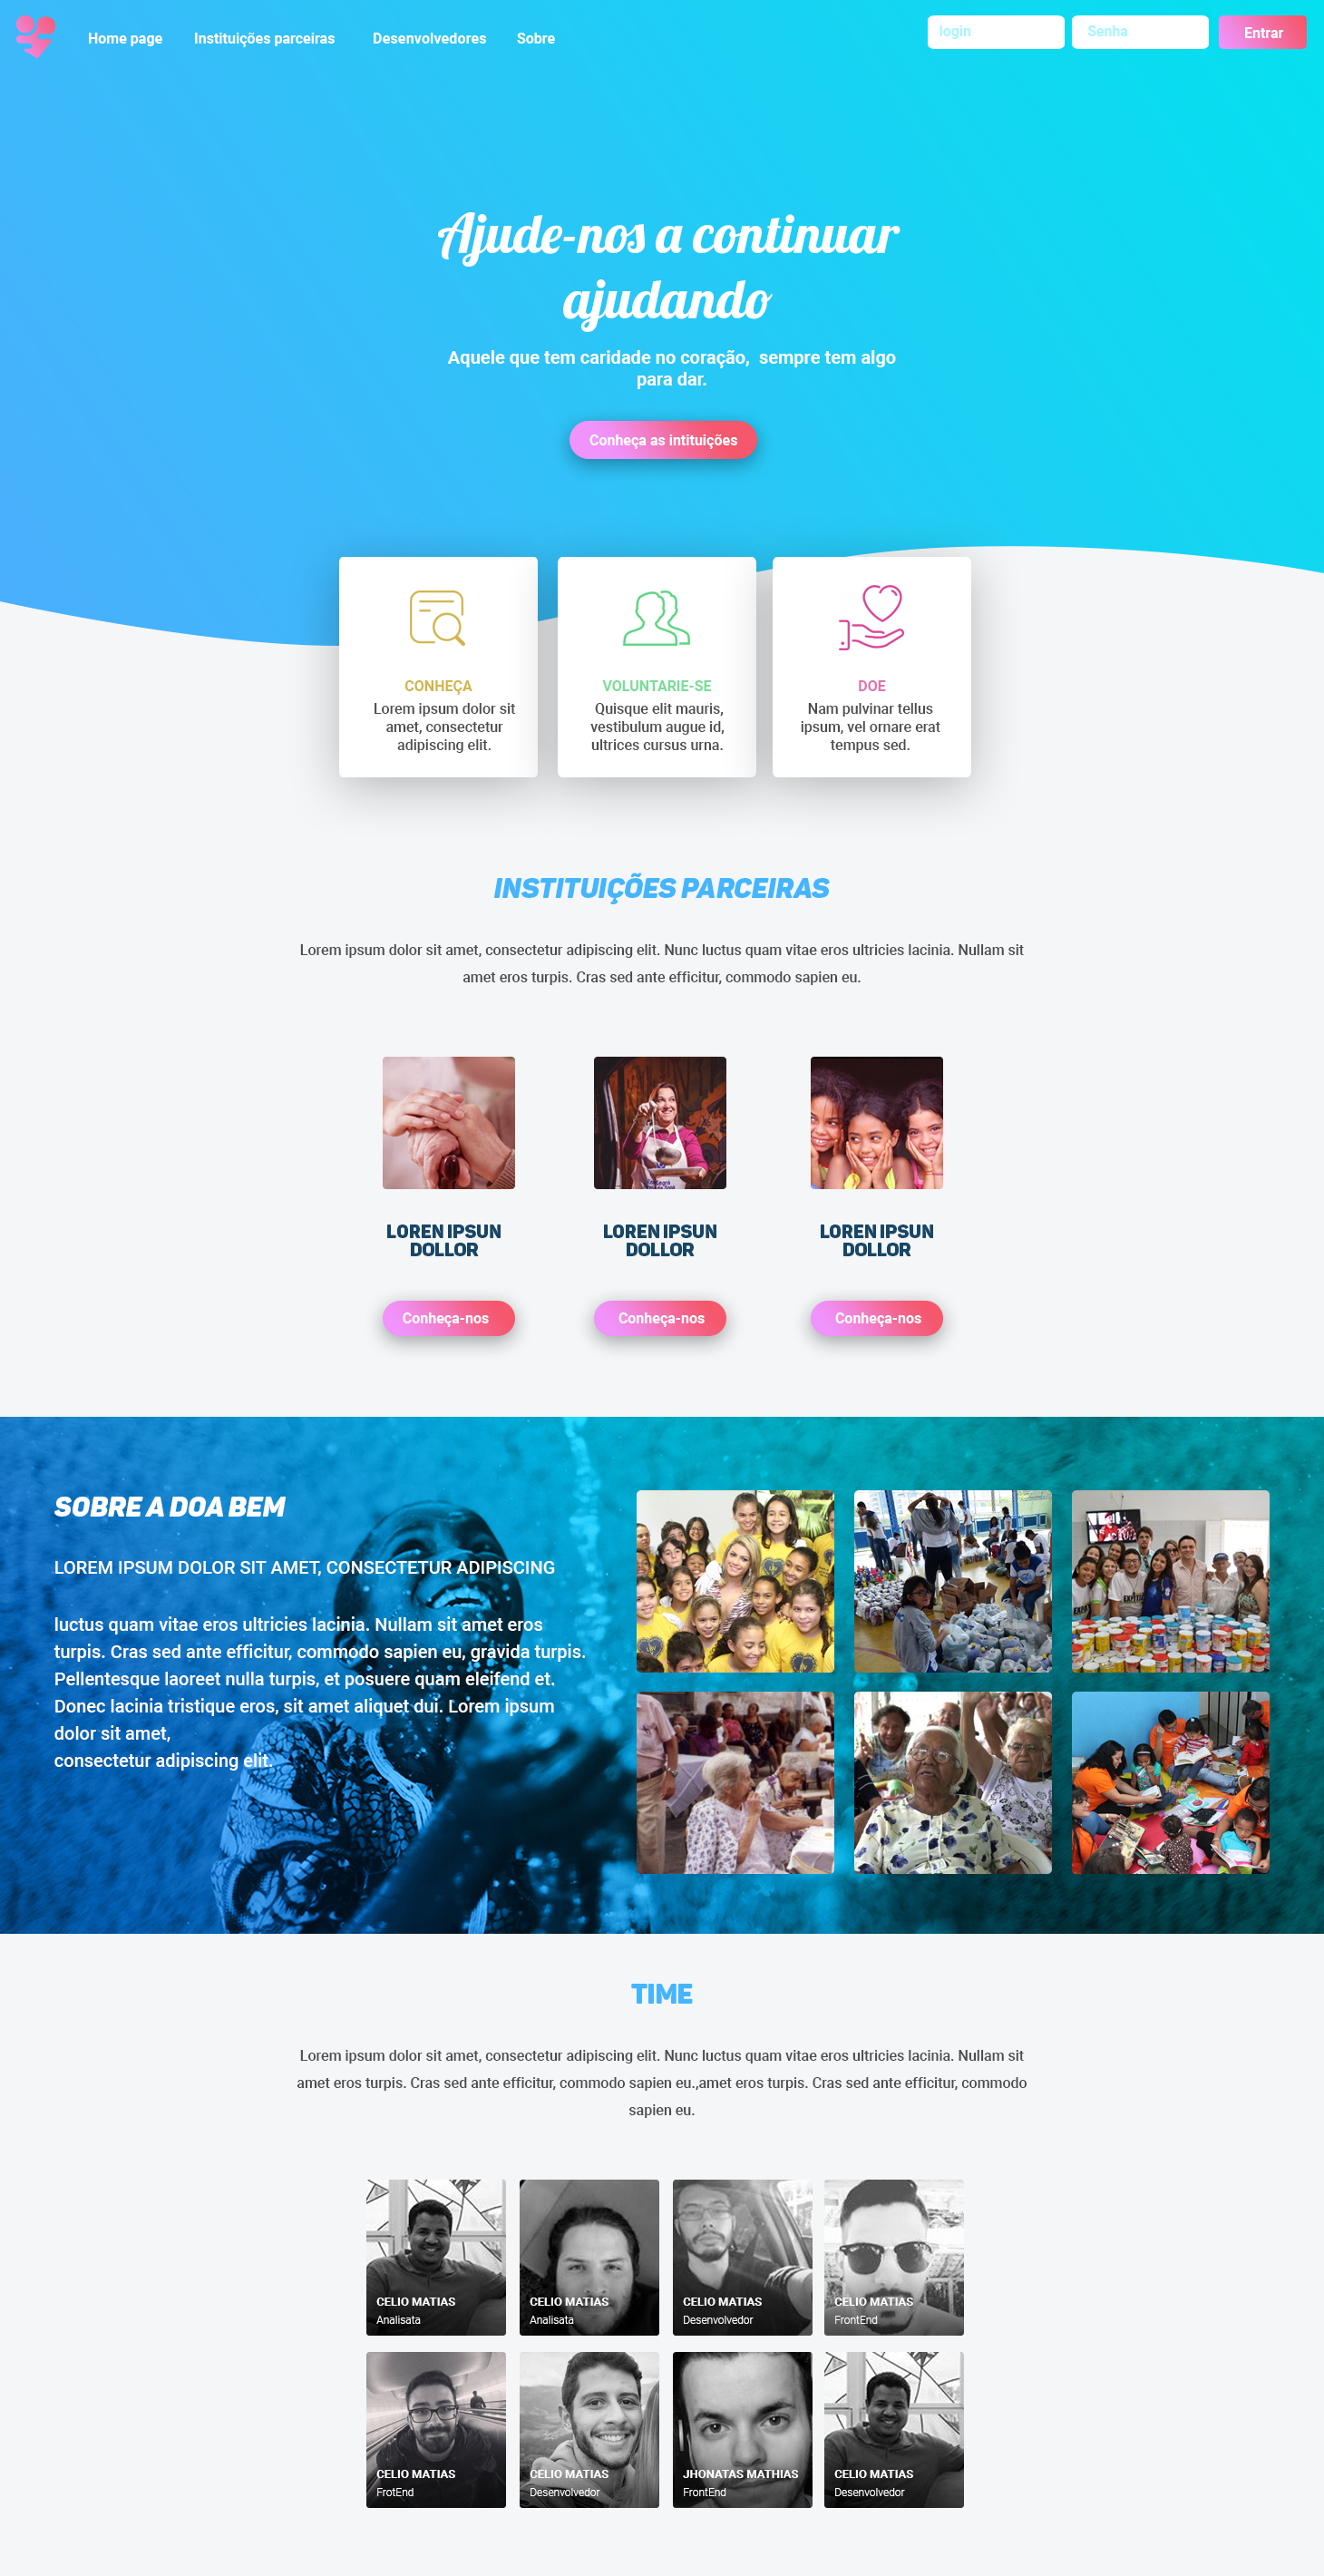 Home page
Instituições parceiras
Desenvolvedores
Sobre
login
Senha
Entrar
Ajude-nos a continuar
ajudando
Aquele que tem caridade no coração, sempre tem algo
para dar.
Conheça as intituições
CONHEÇA
Lorem ipsum dolor sit
amet, consectetur
adipiscing elit.
VOLUNTARIE-SE
Quisque elit mauris,
vestibulum augue id,
ultrices cursus urna.
DOE
Nam pulvinar tellus
ipsum, vel ornare erat
tempus sed.
INSTITUIÇÕES PARCEIRAS
Lorem ipsum dolor sit amet, consectetur adipiscing elit. Nunc luctus quam vitae eros ultricies lacinia. Nullam sit
amet eros turpis. Cras sed ante efficitur, commodo sapien eu.
LOREN IPSUN
DOLLOR
LOREN IPSUN
DOLLOR
LOREN IPSUN
DOLLOR
Conheça-nos
Conheça-nos
Conheça-nos
SOBRE A DOA BEM
LOREM IPSUM DOLOR SIT AMET, CONSECTETUR ADIPISCING
luctus quam vitae eros ultricies lacinia. Nullam sit amet eros
turpis. Cras sed ante efficitur, commodo sapien eu, gravida turpis.
Pellentesque laoreet nulla turpis, et posuere quam eleifend et.
Donec lacinia tristique eros, sit amet aliquet dui. Lorem ipsum
dolor sit amet,
consectetur adipiscing elit.
TIME
Lorem ipsum dolor sit amet, consectetur adipiscing elit. Nunc luctus quam vitae eros ultricies lacinia. Nullam sit
amet eros turpis. Cras sed ante efficitur, commodo sapien eu.,amet eros turpis. Cras sed ante efficitur, commodo
sapien eu.
CELIO MATIAS
Analisata
CELIO MATIAS
Analisata
CELIO MATIAS
Desenvolvedor
CELIO MATIAS
FrontEnd
CELIO MATIAS
FrotEnd
CELIO MATIAS
Desenvolvedor
JHONATAS MATHIAS
FrontEnd
CELIO MATIAS
Desenvolvedor